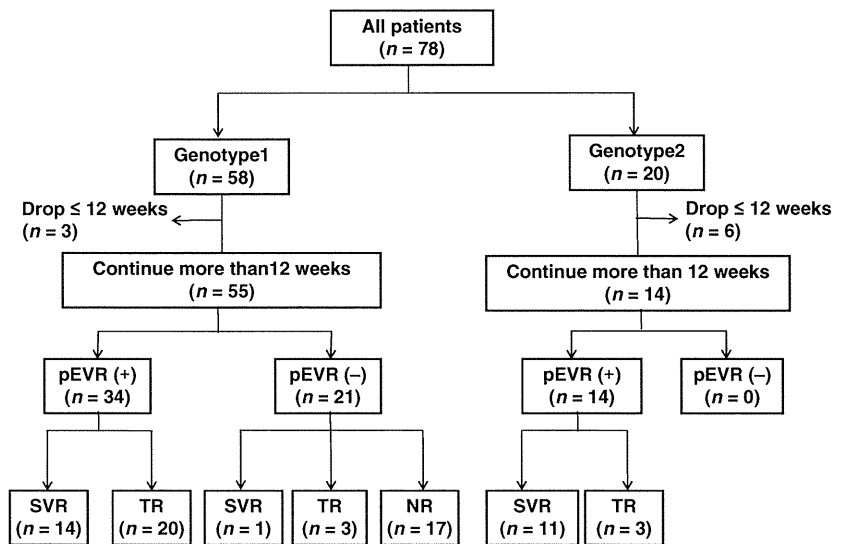 All patients
(n = 78)
Genotype1
(n = 58)
Genotype2
(n = 20)
Drop ≤ 12 weeks
(n = 3)
Drop ≤ 12 weeks
(n = 6)
Continue more than12 weeks
(n = 55)
Continue more than 12 weeks
(n = 14)
pEVR (+)
(n = 34)
pEVR (–)
(n = 21)
pEVR (+)
(n = 14)
pEVR (–)
(n = 0)
SVR
(n = 14)
TR
(n = 20)
SVR
(n = 1)
TR
(n = 3)
NR
(n = 17)
SVR
(n = 11)
TR
(n = 3)